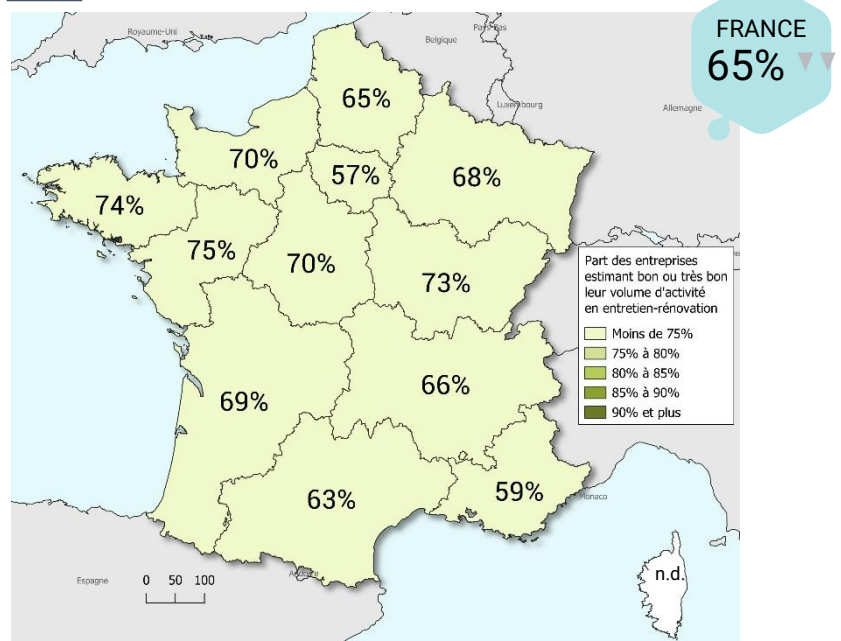 FRANCE
65%
Royaume-Uni
Belgique
Pays-Bas
Luxembourg
Allemagne
65%
70%
57%
68%
74%
75%
70%
73%
Part des entreprises
estimant bon ou très bon
leur volume d'activité
en entretien-rénovation
Moins de 75%
75% à 80%
80% à 85%
85% à 90%
90% et plus
69%
66%
63%
59%
Monaco
Andorre
Espagne
0 50 100
n.d.